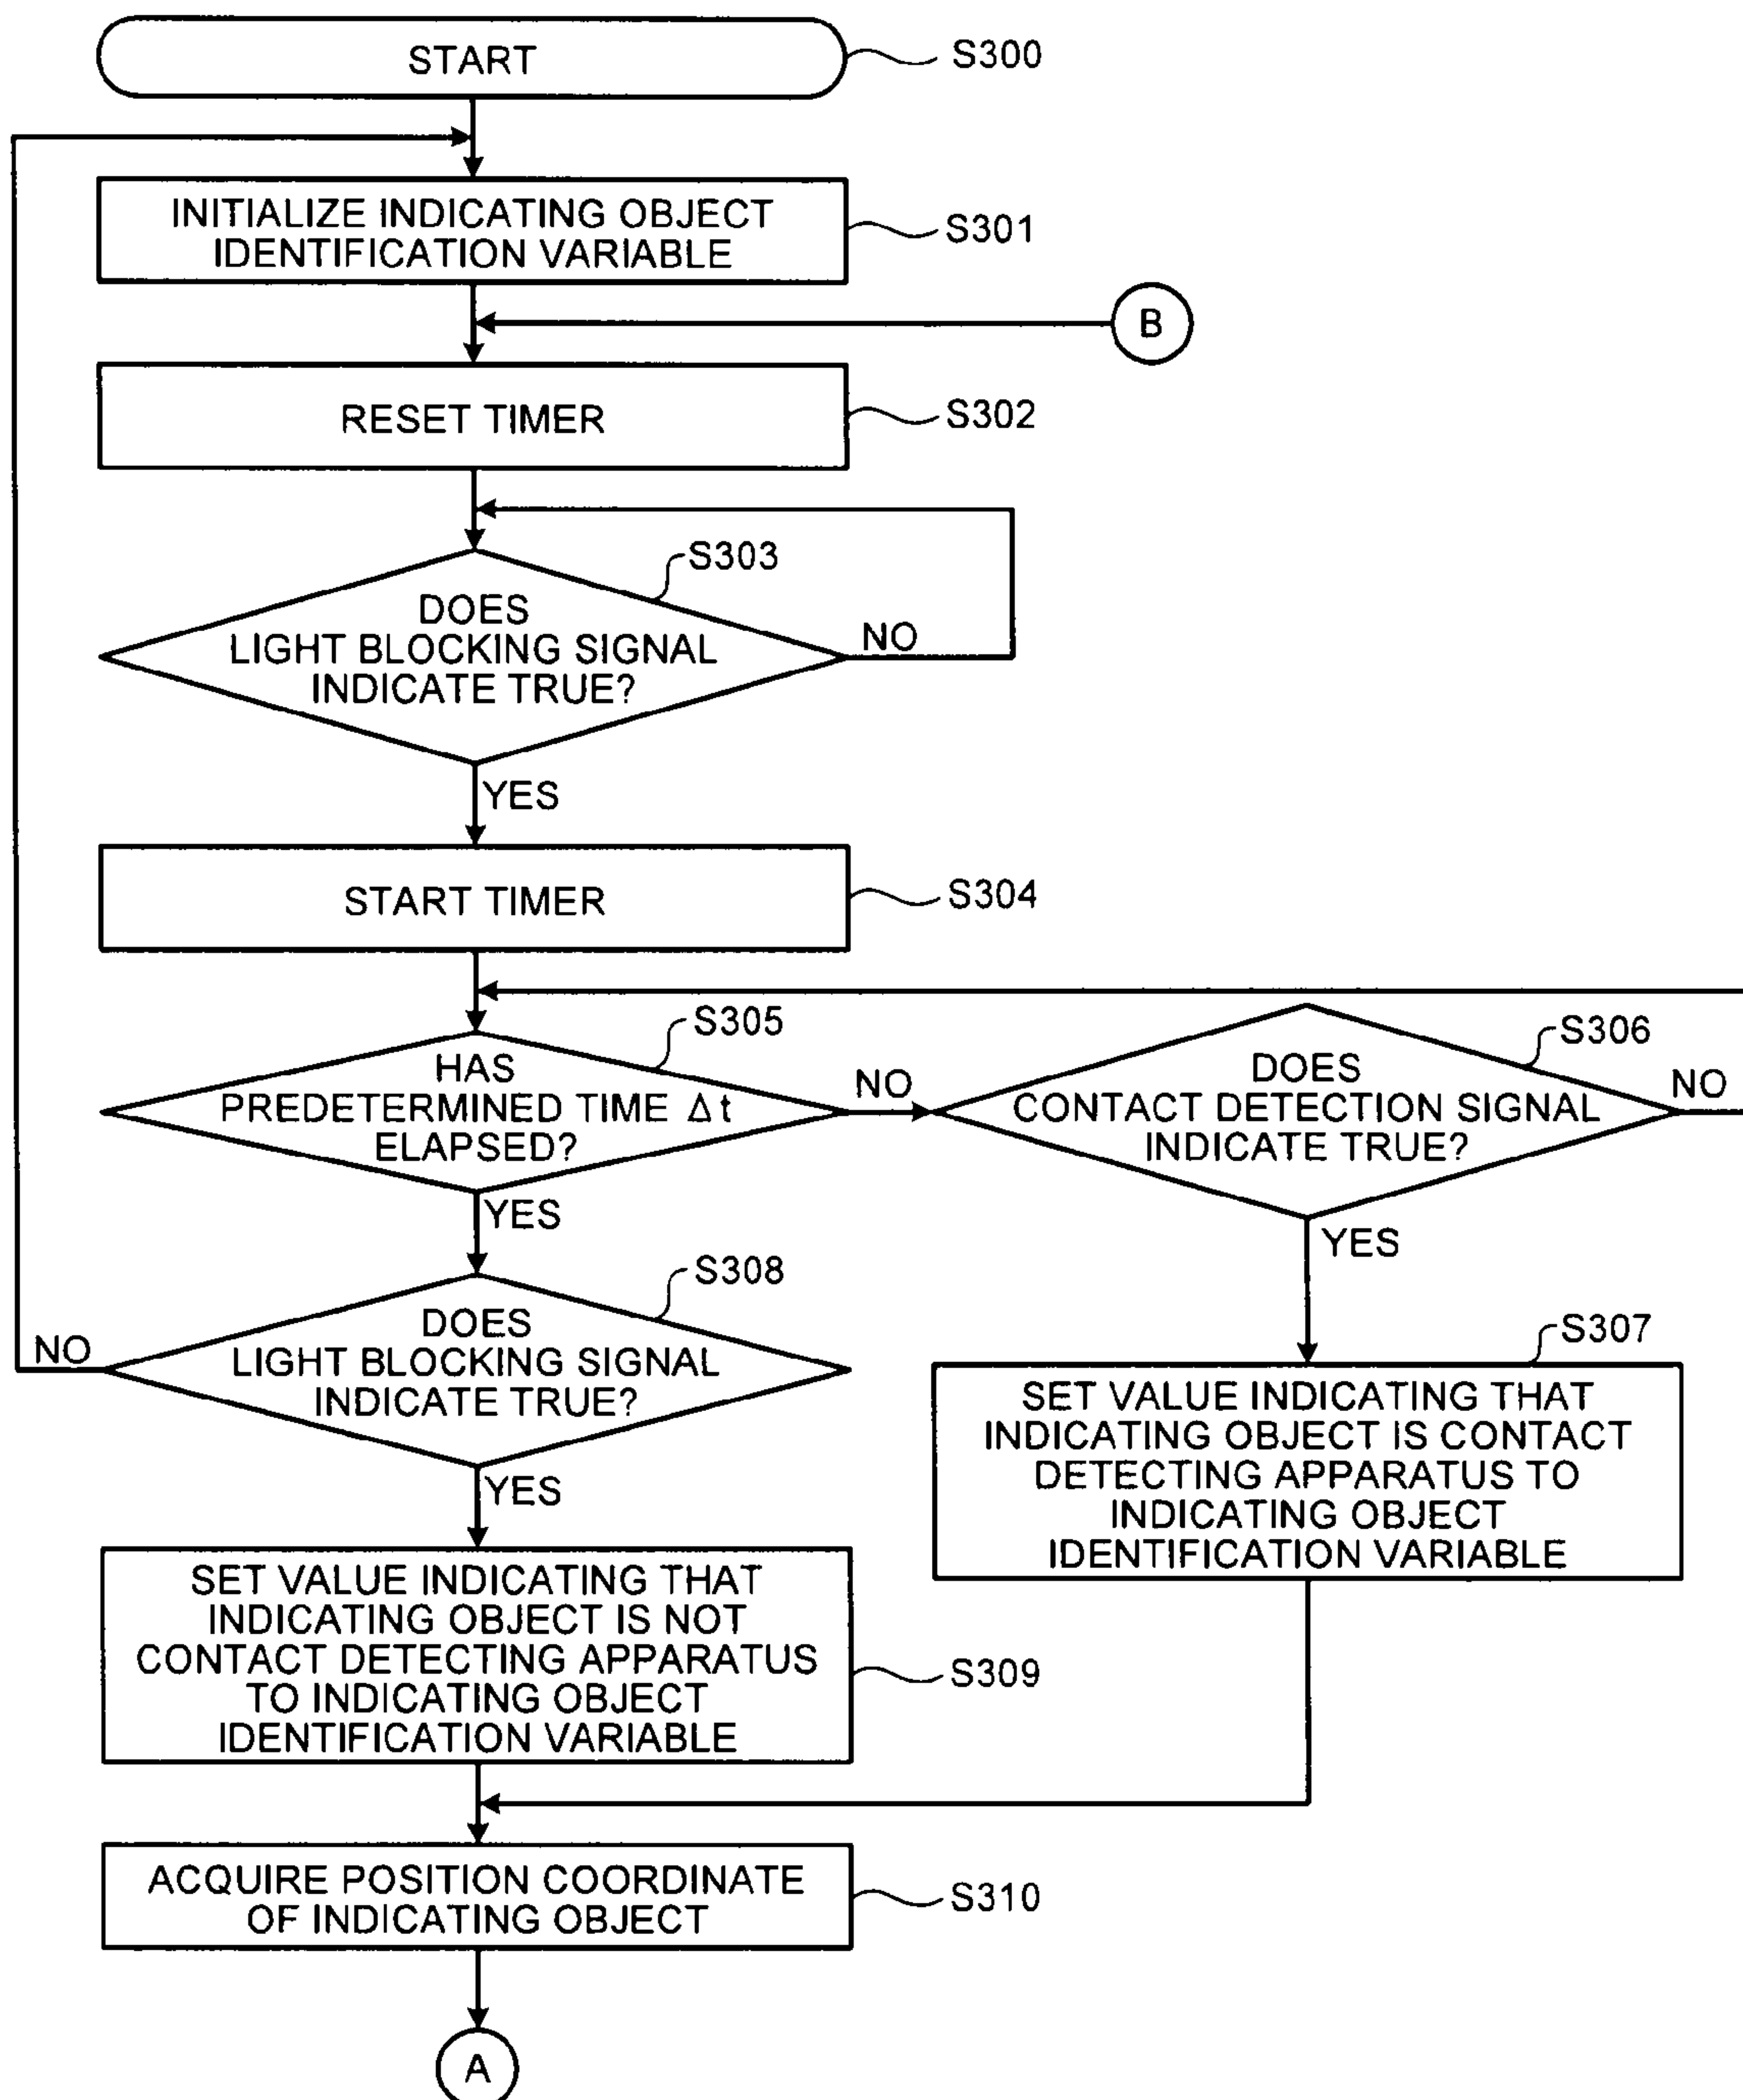 START
S300
INITIALIZE INDICATING OBJECT
IDENTIFICATION VARIABLE
S301
B
RESET TIMER
S302
S303
DOES
LIGHT BLOCKING SIGNAL
INDICATE TRUE?
NO
YES
START TIMER
S304
S305
HAS
PREDETERMINED TIME Δt
ELAPSED?
NO
YES
S306
DOES
CONTACT DETECTION SIGNAL
INDICATE TRUE?
NO
YES
S307
SET VALUE INDICATING THAT
INDICATING OBJECT IS CONTACT
DETECTING APPARATUS TO
INDICATING OBJECT
IDENTIFICATION VARIABLE
S308
DOES
LIGHT BLOCKING SIGNAL
INDICATE TRUE?
NO
YES
SET VALUE INDICATING THAT
INDICATING OBJECT IS NOT
CONTACT DETECTING APPARATUS
TO INDICATING OBJECT
IDENTIFICATION VARIABLE
S309
ACQUIRE POSITION COORDINATE
OF INDICATING OBJECT
S310
A